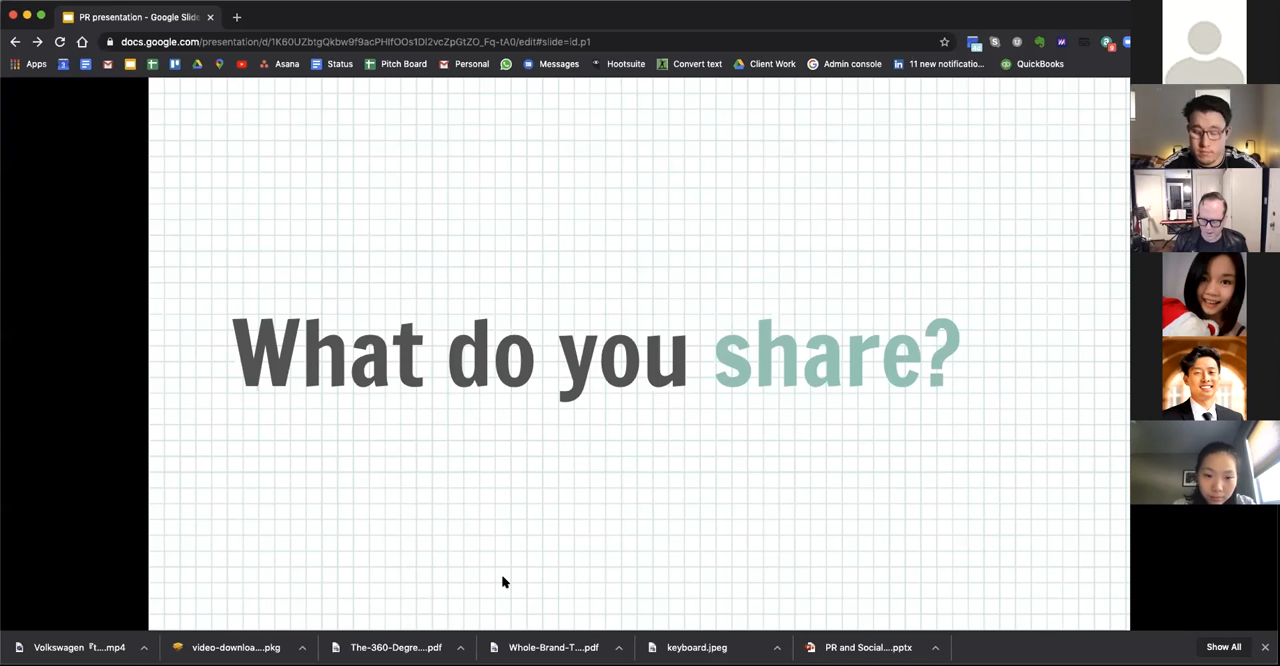 PR presentation - Google Slide
docs.google.com/presentation/d/1K60UZbtgQkbw9f9acPHIfOOs1DI2vcZpGtZO_Fq-tA0/edit#slide=id.p1
Apps Asana Status Pitch Board Personal Messages Hootsuite Convert text Client Work Admin console 11 new notificatio... QuickBooks
What do you share?
Volkswagen『t....mp4 video-downloa....pkg The-360-Degre....pdf Whole-Brand-T....pdf keyboard.jpeg PR and Social....pptx Show All